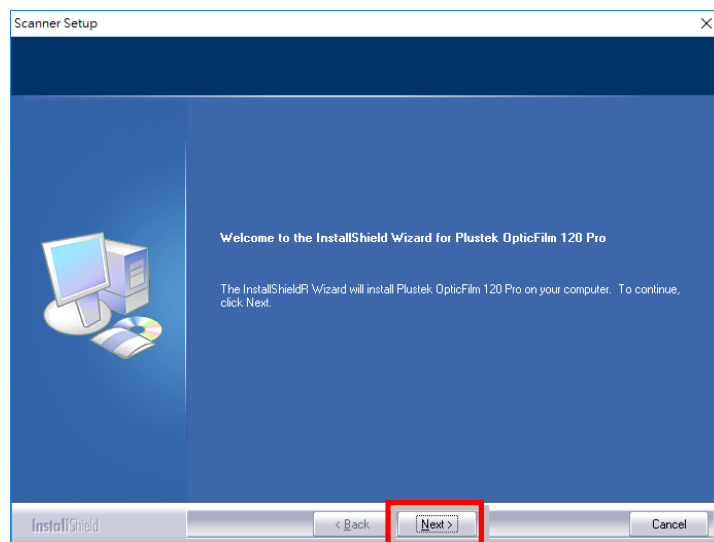 Scanner Setup
Welcome to the InstallShield Wizard for Plustek OpticFilm 120 Pro
The InstallShieldR Wizard will install Plustek OpticFilm 120 Pro on your computer. To continue,
click Next.
InstallShield
< Back
Next >
Cancel